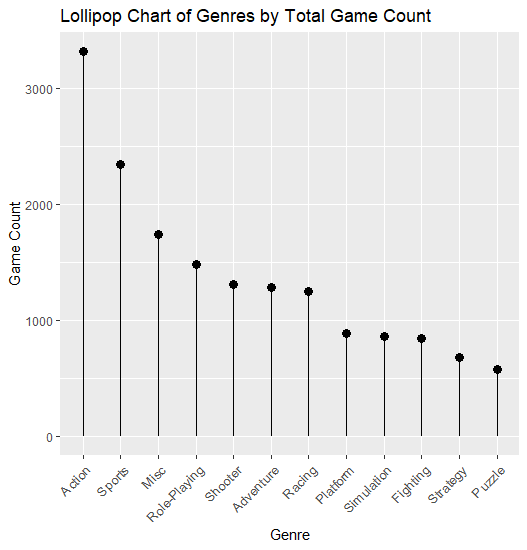 Lollipop Chart of Genres by Total Game Count
Game Count
3000
2000
1000
0
Action
Sports
Misc
Role-Playing
Shooter
Adventure
Racing
Platform
Simulation
Fighting
Strategy
Puzzle
Genre